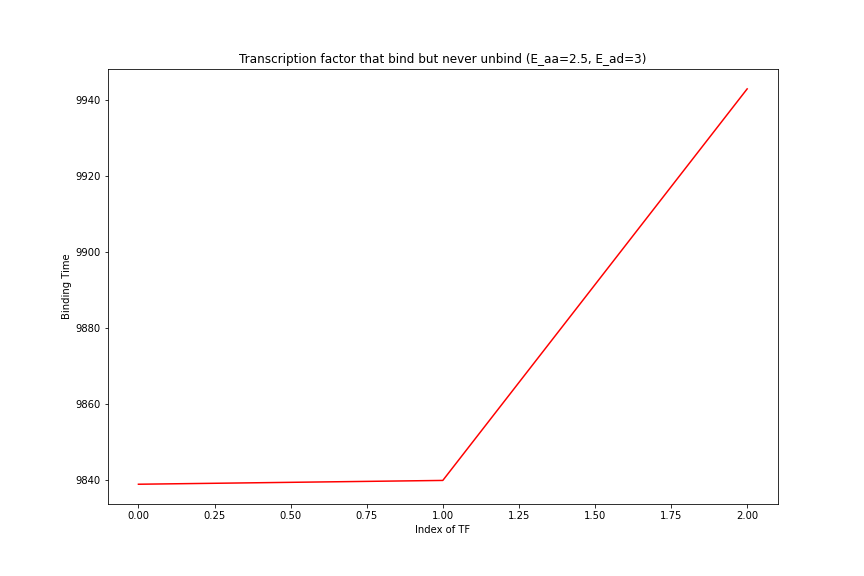 Transcription factor that bind but never unbind (E_aa=2.5, E_ad=3)
9940
9920
9900
9880
9860
9840
Binding Time
0.00 0.25 0.50 0.75 1.00 1.25 1.50 1.75 2.00
Index of TF